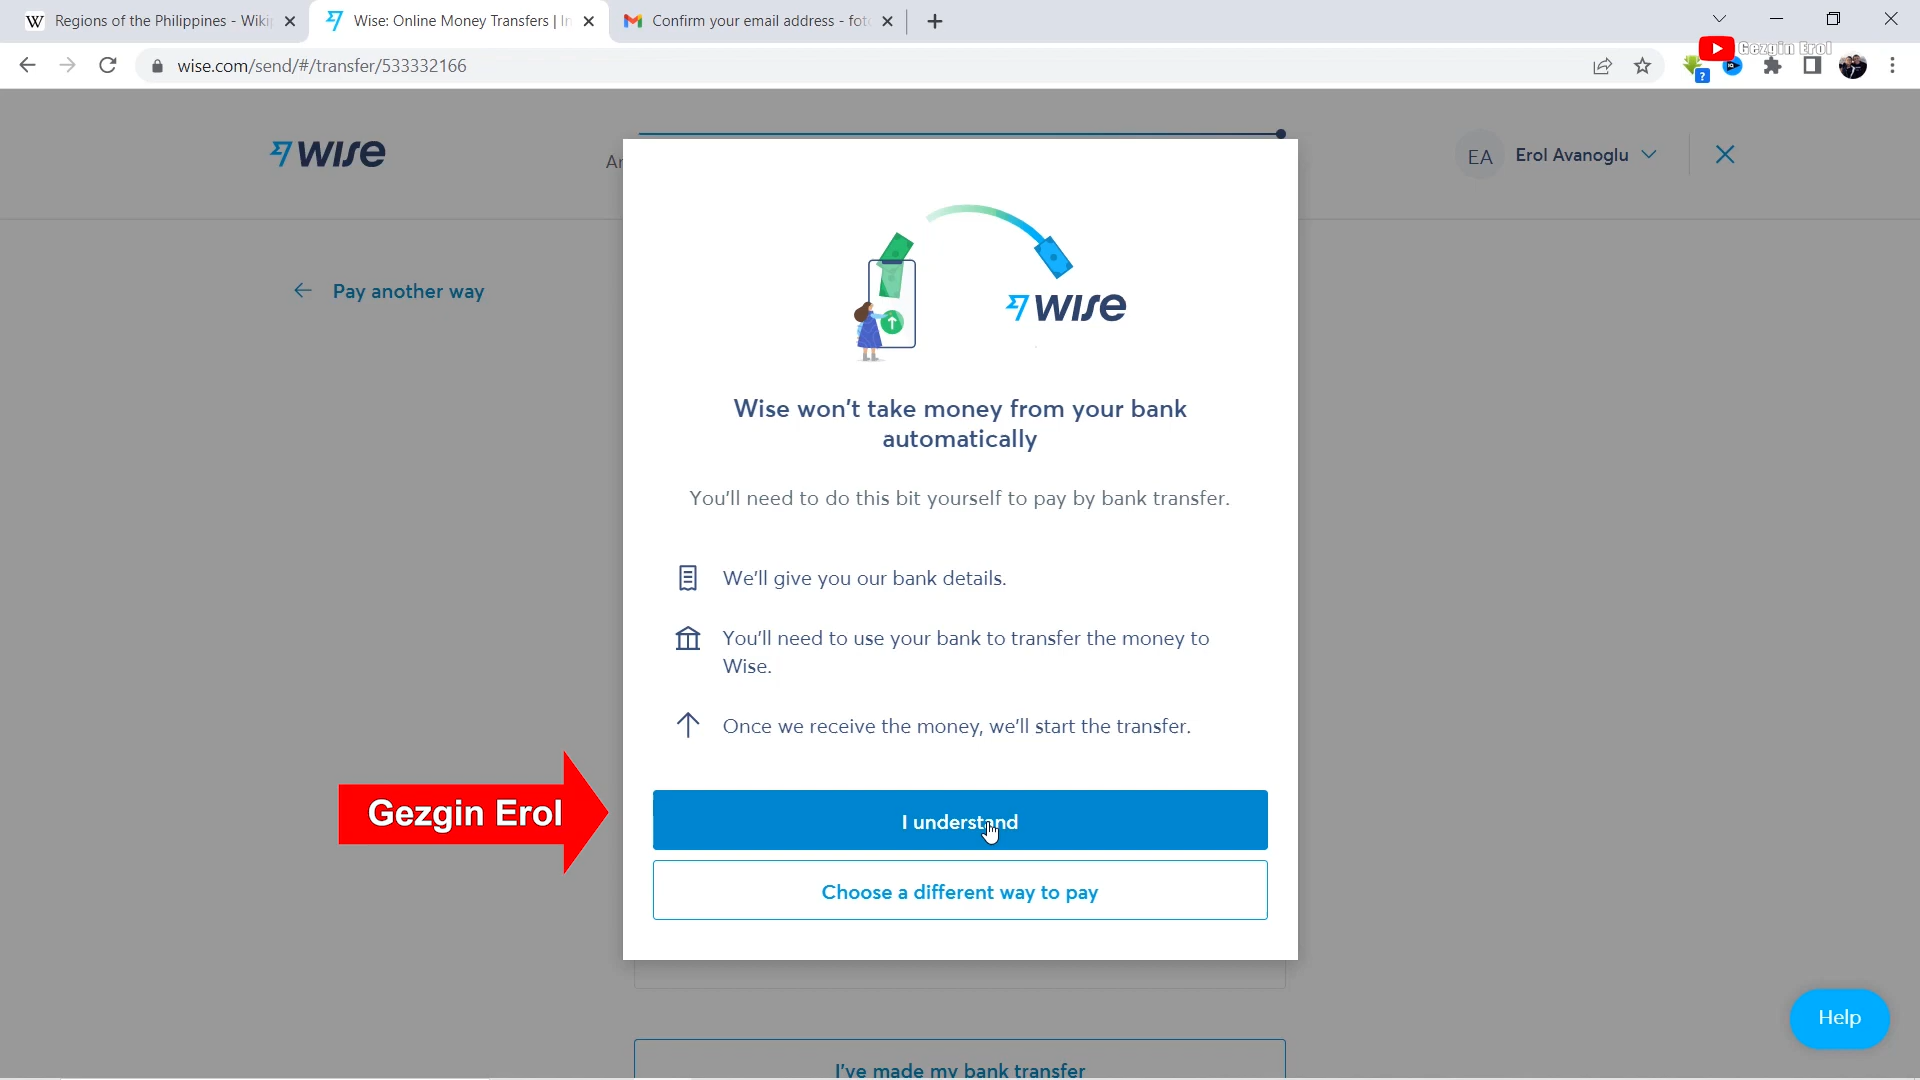 Regions of the Philippines - Wiki
Wise: Online Money Transfers | In
Confirm your email address - foto
Gezgin Erol
wise.com/send/#/transfer/533332166
WISE
EA
Erol Avanoglu
Pay another way
WISE
Wise won't take money from your bank
automatically
You'll need to do this bit yourself to pay by bank transfer.
We'll give you our bank details.
You'll need to use your bank to transfer the money to
Wise.
Once we receive the money, we'll start the transfer.
Gezgin Erol
I understand
Choose a different way to pay
Help
I've made my bank transfer